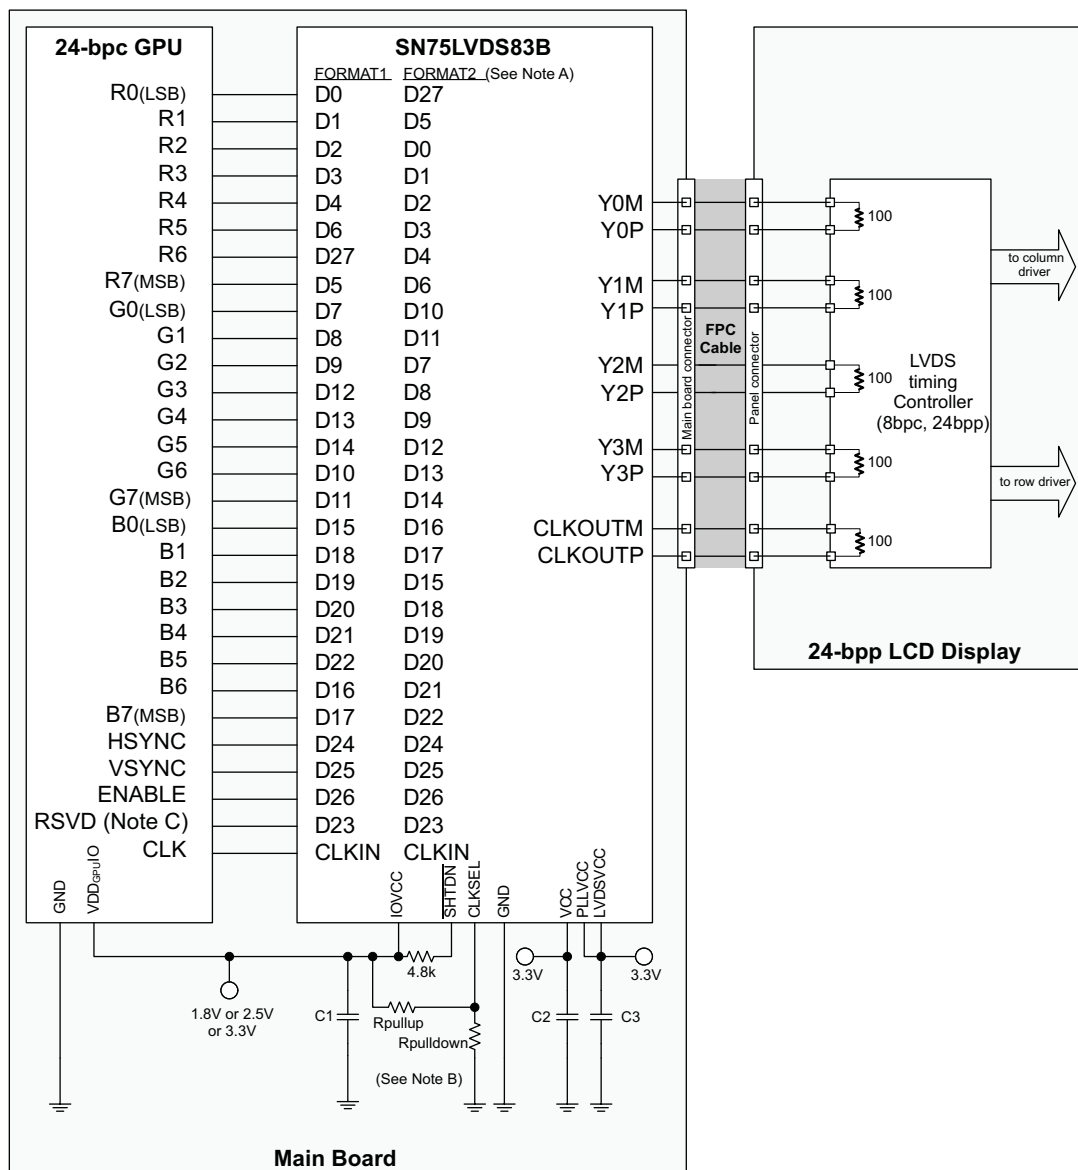 24-bpc GPU
SN75LVDS83B
FORMAT1 FORMAT2 (See Note A)
R0(LSB) D0 D27
R1 D1 D5
R2 D2 D0
R3 D3 D1
R4 D4 D2
R5 D6 D3
R6 D27 D4
R7(MSB) D5 D6
G0(LSB) D7 D10
G1 D8 D11
G2 D9 D7
G3 D12 D8
G4 D13 D9
G5 D14 D12
G6 D10 D13
G7(MSB) D11 D14
B0(LSB) D15 D16
B1 D18 D17
B2 D19 D15
B3 D20 D18
B4 D21 D19
B5 D22 D20
B6 D16 D21
B7(MSB) D17 D22
HSYNC D24 D24
VSYNC D25 D25
ENABLE D26 D26
RSVD (Note C) D23 D23
CLK CLKIN CLKIN
GND
VDDGPUIO
IOVCC
SHTDN
CLKSEL
GND
VCC
PLLVCC
LVDSVCC
Y0M
Y0P
Y1M
Y1P
Y2M
Y2P
Y3M
Y3P
CLKOUTM
CLKOUTP
Main board connector
FPC
Cable
Panel connector
100
100
100
100
100
LVDS
timing
Controller
(8bpc, 24bpp)
to column
driver
to row driver
24-bpp LCD Display
4.8k
3.3V
3.3V
1.8V or 2.5V
or 3.3V
C1
Rpullup
Rpulldown
C2
C3
(See Note B)
Main Board